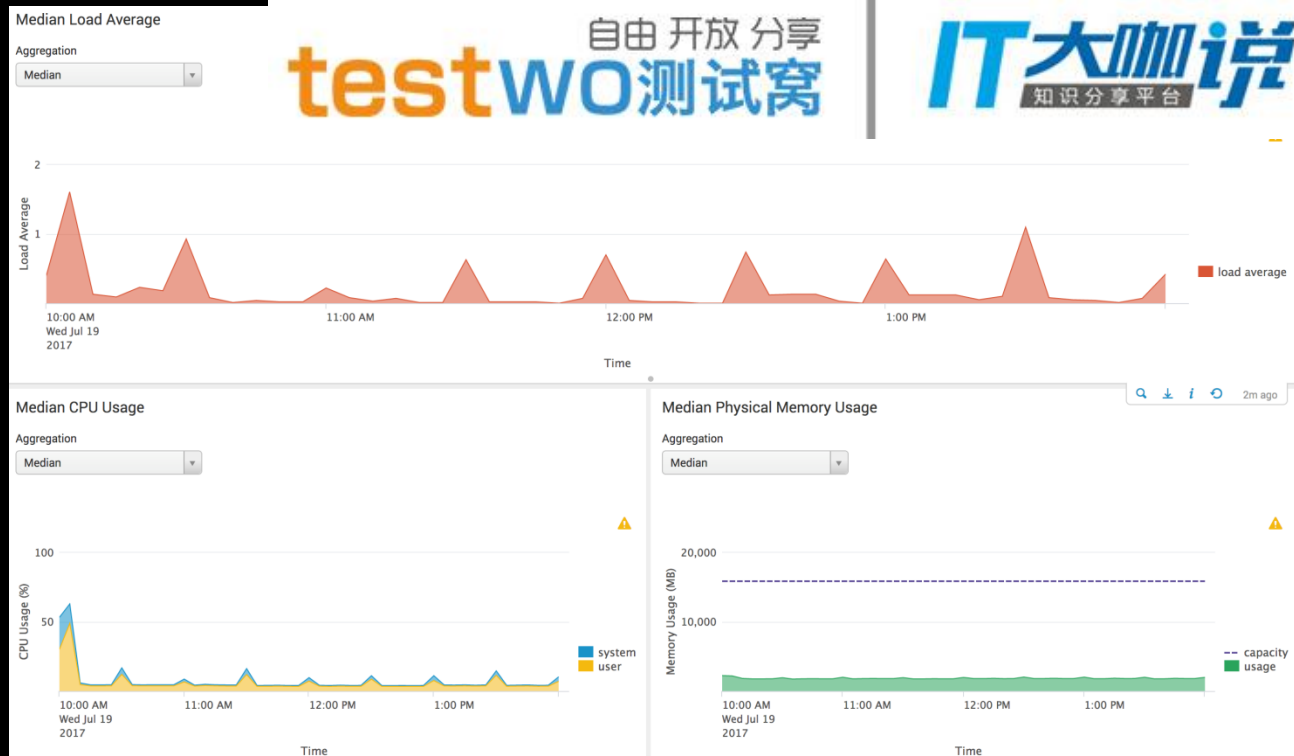 Median Load Average
Aggregation
Median
自由 开放 分享
testwo测试窝
IT大咖说
知识分享平台
2
1
Load Average
load average
10:00 AM
11:00 AM
12:00 PM
1:00 PM
Wed Jul 19
2017
Time
2m ago
Median CPU Usage
Aggregation
Median
100
50
CPU Usage (%)
system
user
10:00 AM
11:00 AM
12:00 PM
1:00 PM
Wed Jul 19
2017
Time
Median Physical Memory Usage
Aggregation
Median
20,000
10,000
Memory Usage (MB)
capacity
usage
10:00 AM
11:00 AM
12:00 PM
1:00 PM
Wed Jul 19
2017
Time